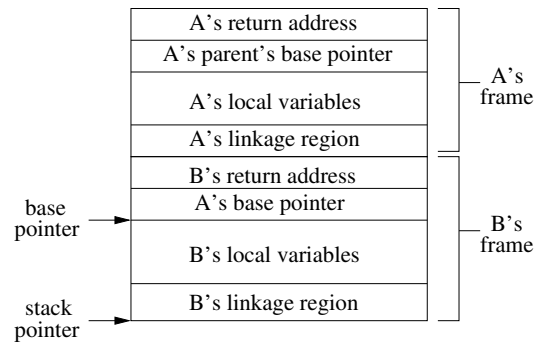 A's return address
A's parent's base pointer
A's local variables
A's linkage region
A's
frame
B's return address
A's base pointer
B's local variables
B's linkage region
base
pointer
stack
pointer
B's
frame